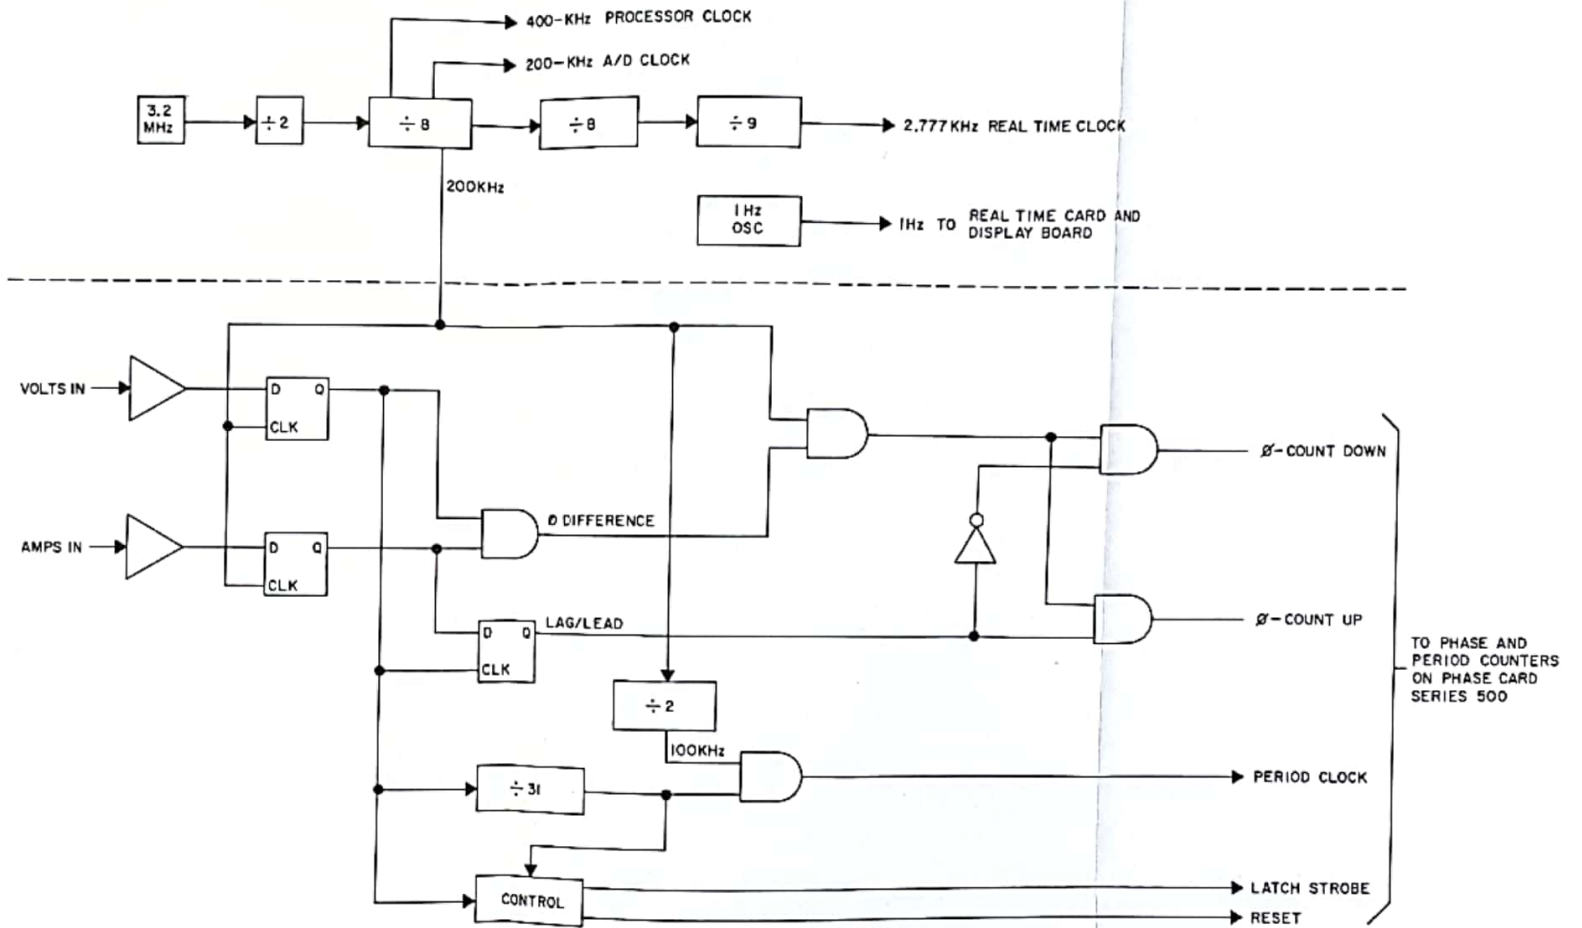 400-KHz PROCESSOR CLOCK
200-KHz A/D CLOCK
3.2
MHz
÷2
÷8
÷8
÷9
2.777KHz REAL TIME CLOCK
200KHz
1 Hz
OSC
1Hz TO REAL TIME CARD AND
DISPLAY BOARD
VOLTS IN
D Q
CLK
Ø-COUNT DOWN
AMPS IN
D Q
CLK
Ø DIFFERENCE
D Q
CLK
LAG/LEAD
Ø-COUNT UP
TO PHASE AND
PERIOD COUNTERS
ON PHASE CARD
SERIES 500
÷2
100KHz
÷31
PERIOD CLOCK
CONTROL
LATCH STROBE
RESET